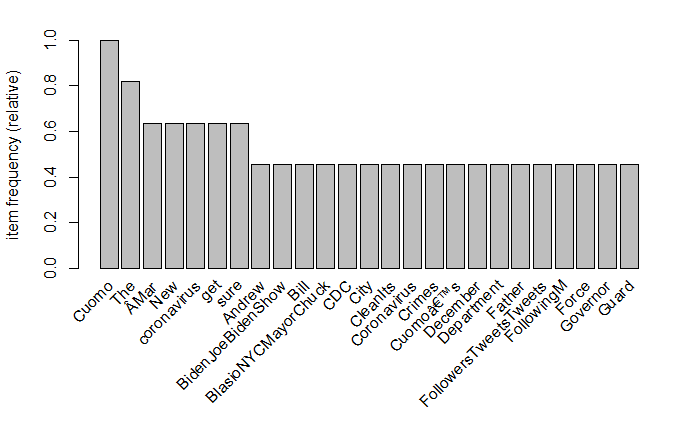 item frequency (relative)
1.0
0.8
0.6
0.4
0.2
0.0
Cuomo
The
ÂMar
New
coronavirus
get
sure
Andrew
BidenJoeBidenShow
Bill
BlasioNYCMayorChuck
CDC
City
CleanIts
Coronavirus
Crimes
Cuomoâ€™s
December
Department
Father
FollowersTweetsTweets
FollowingM
Force
Governor
Guard